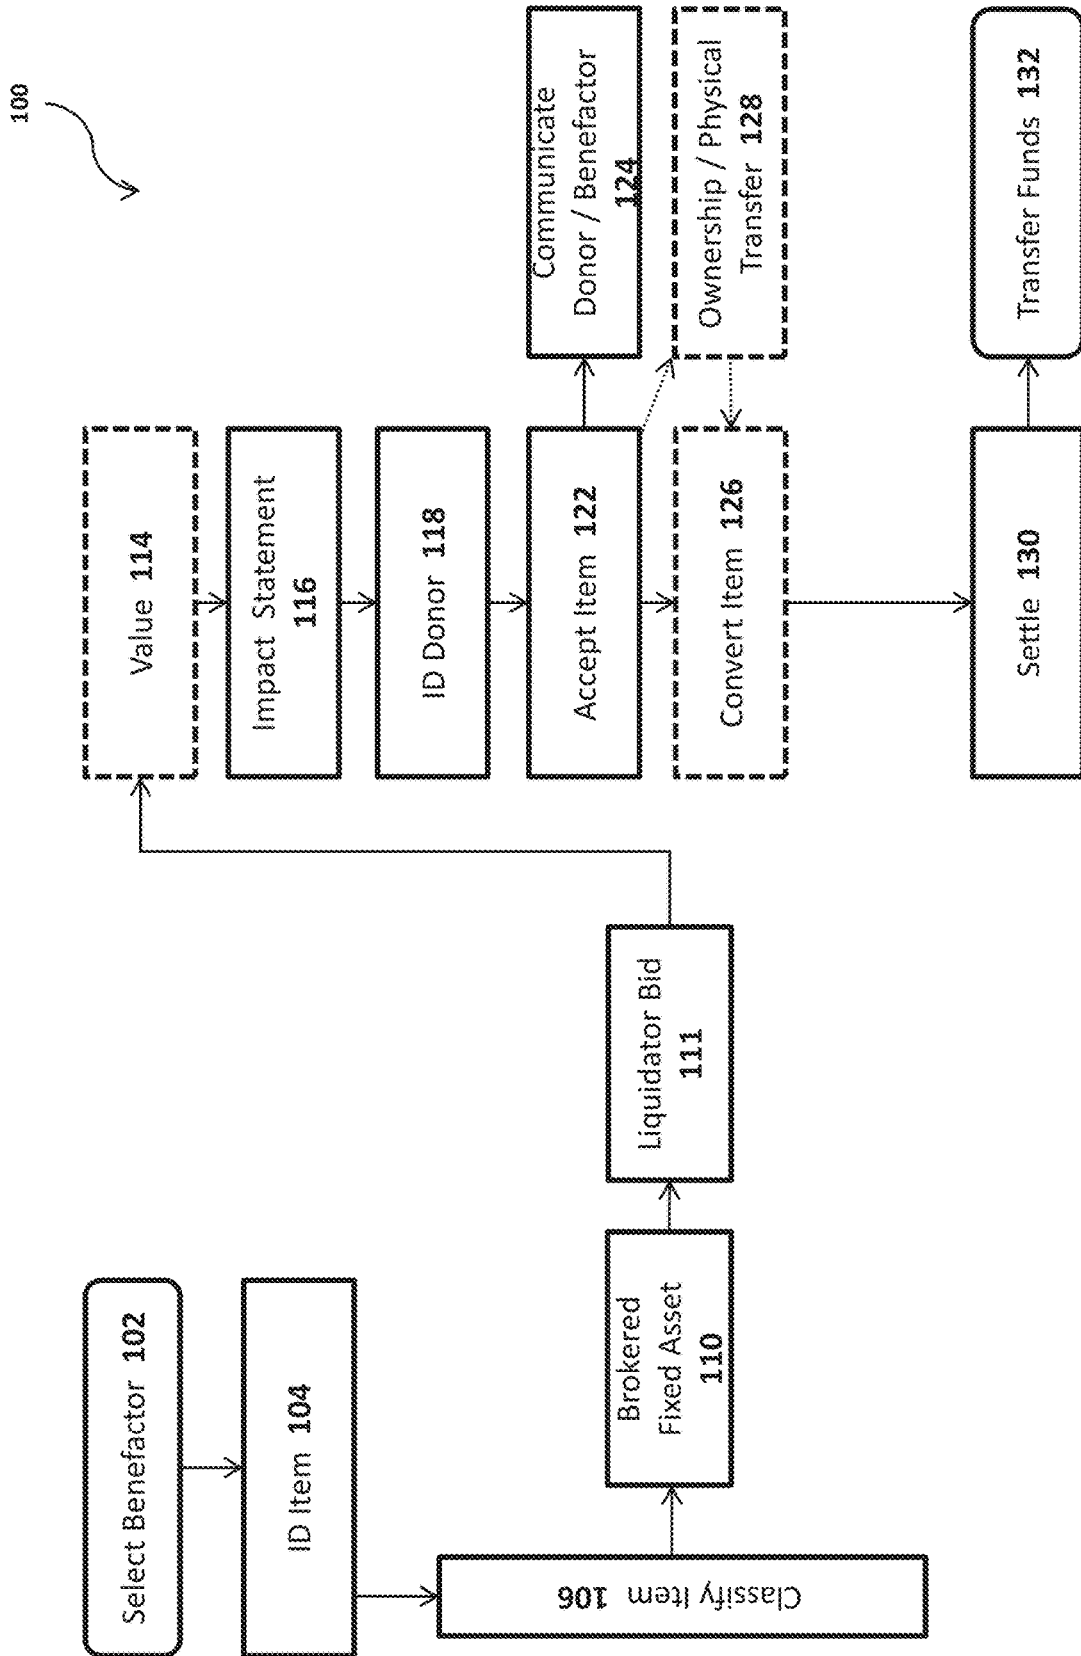 100
Select Benefactor 102
ID Item 104
Classify Item 106
Brokered
Fixed Asset
110
Liquidator Bid
111
Value 114
Impact Statement
116
ID Donor 118
Accept Item 122
Communicate
Donor / Benefactor
124
Ownership / Physical
Transfer 128
Convert Item 126
Settle 130
Transfer Funds 132